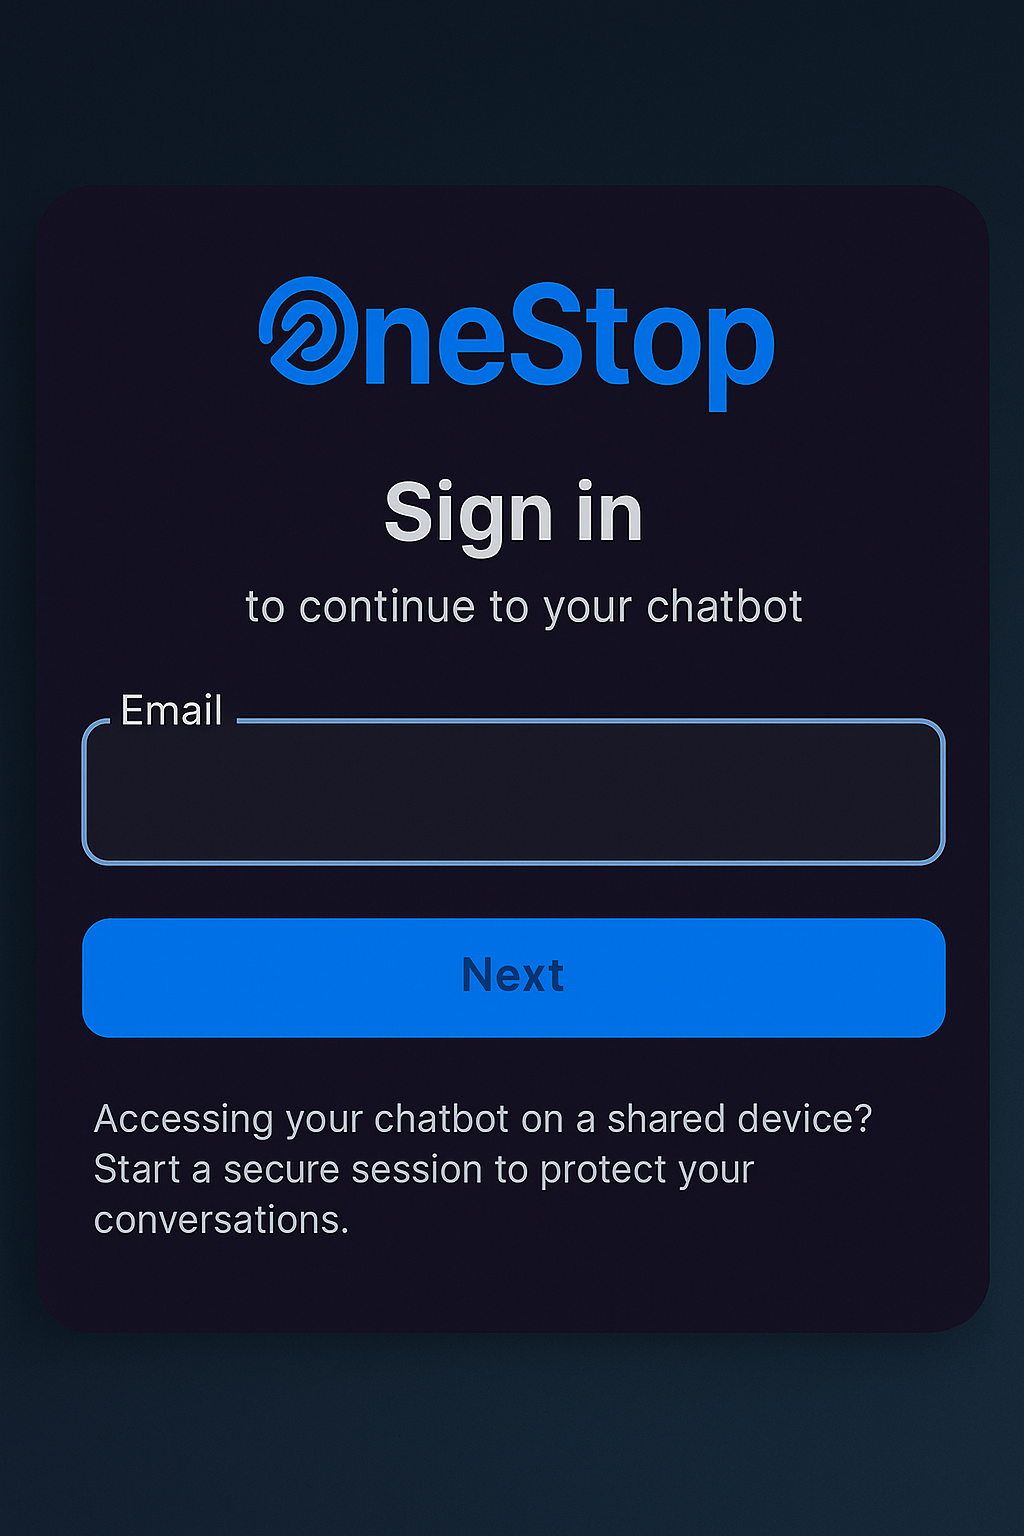 OneStop
Sign in
to continue to your chatbot
Email
Next
Accessing your chatbot on a shared device?
Start a secure session to protect your
conversations.